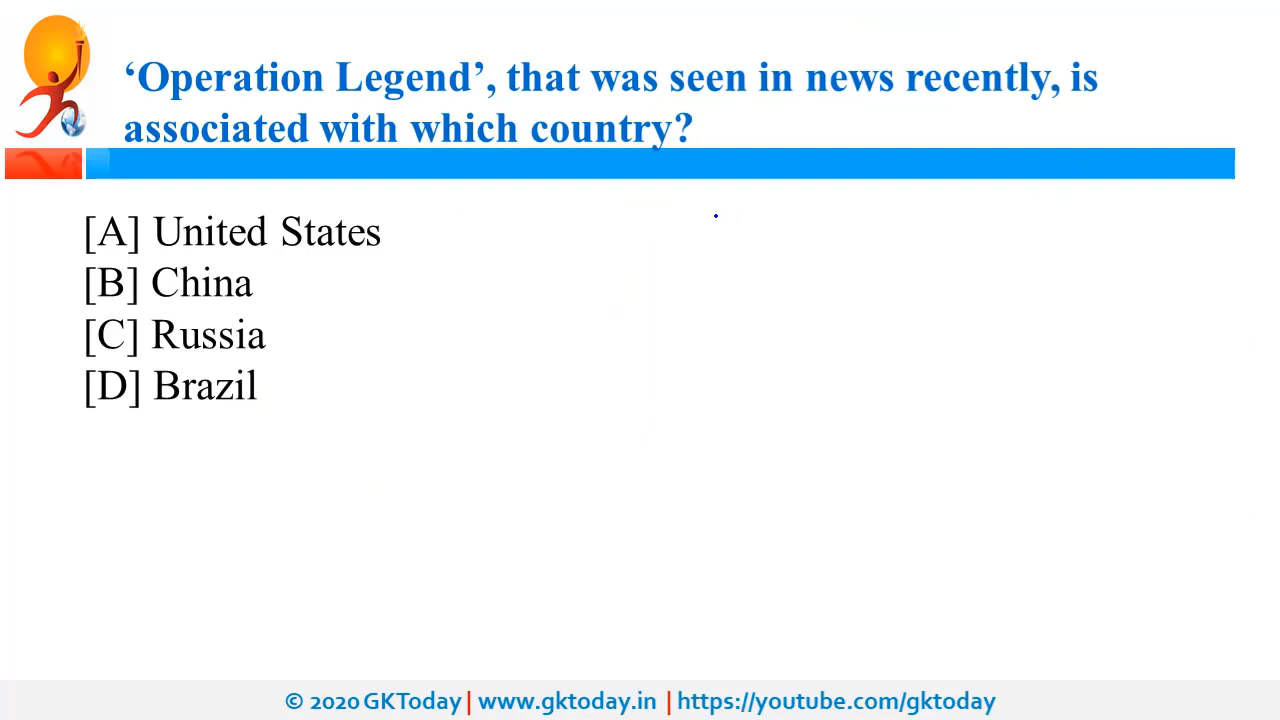 ‘Operation Legend’, that was seen in news recently, is
associated with which country?
[A] United States
[B] China
[C] Russia
[D] Brazil
© 2020 GKToday | www.gktoday.in | https://youtube.com/gktoday